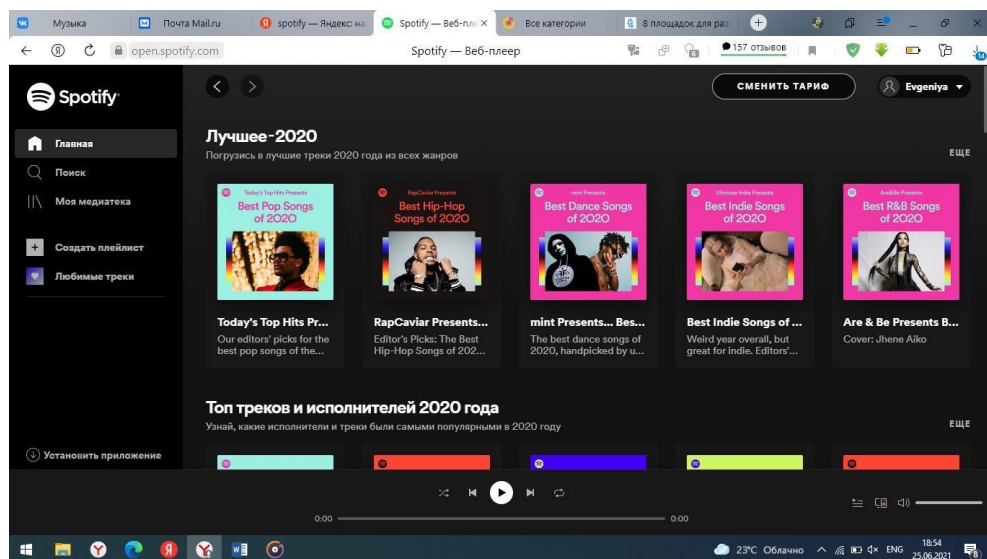 Музыка
Почта Mail.ru
spotify — Яндекс: на
Spotify — Веб-пле
Все категории
8 площадок для раз
open.spotify.com
Spotify — Веб-плеер
157 отзывов
Spotify
СМЕНИТЬ ТАРИФ
Evgeniya
Главная
Поиск
Моя медиатека
Создать плейлист
Любимые треки
Установить приложение
Лучшее-2020
Погрузись в лучшие треки 2020 года из всех жанров
ЕЩЕ
Today's Top Hits Presents
Best Pop Songs
of 2020
Today's Top Hits Pr...
Our editors' picks for the
best pop songs of the...
RapCaviar Presents
Best Hip-Hop
Songs of 2020
RapCaviar Presents...
Editor's Picks: The Best
Hip-Hop Songs of 202...
mint Presents
Best Dance Songs
of 2020
mint Presents... Bes...
The best dance songs of
2020, handpicked by u...
Ultimate Indie Presents
Best Indie Songs
of 2020
Best Indie Songs of ...
Weird year overall, but
great for indie. Editors'...
Are&Be Presents
Best R&B Songs
of 2020
Are & Be Presents B...
Cover: Jhene Aiko
Топ треков и исполнителей 2020 года
Узнай, какие исполнители и треки были самыми популярными в 2020 году
ЕЩЕ
0:00
0:00
23°C Облачно
ENG
18:54
25.06.2021